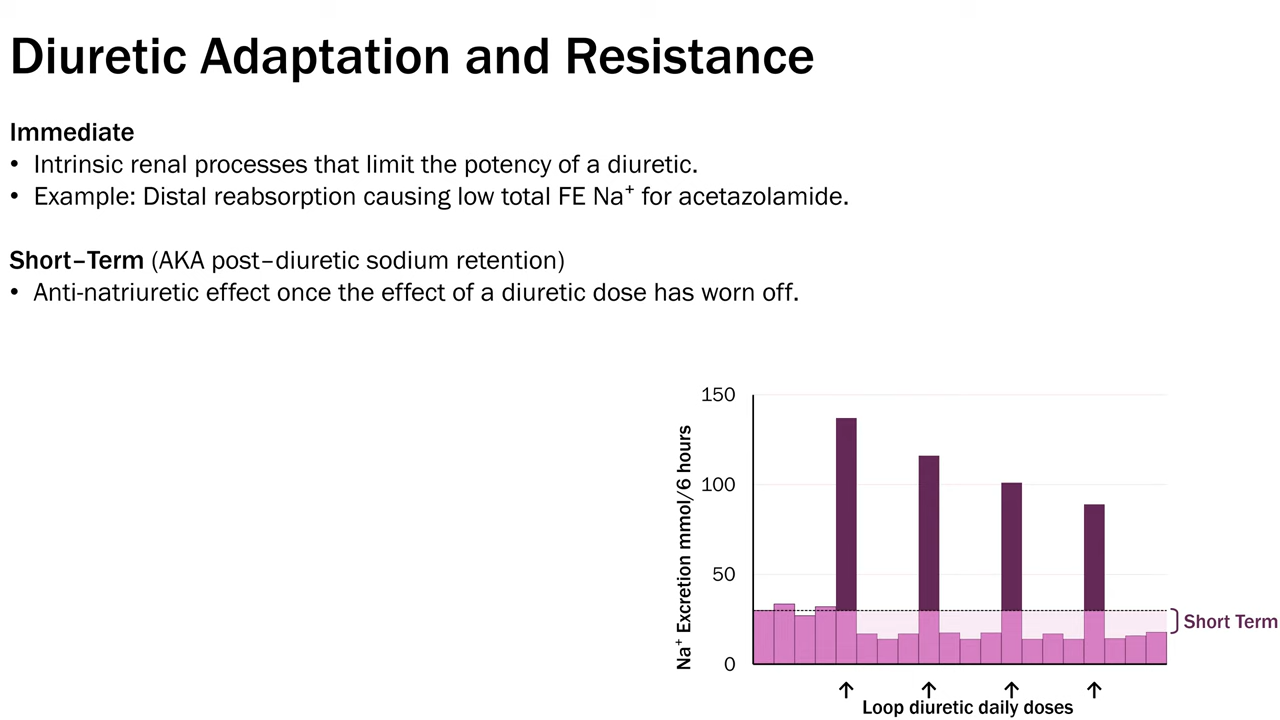 Diuretic Adaptation and Resistance
Immediate
• Intrinsic renal processes that limit the potency of a diuretic.
• Example: Distal reabsorption causing low total FE Na⁺ for acetazolamide.
Short–Term (AKA post–diuretic sodium retention)
• Anti-natriuretic effect once the effect of a diuretic dose has worn off.
Na⁺ Excretion mmol/6 hours
150
100
50
0
Short Term
Loop diuretic daily doses